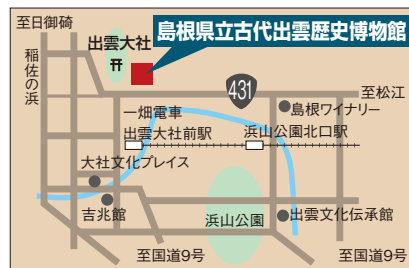 至日御碕
出雲大社
島根県立古代出雲歴史博物館
稲佐の浜
431
至松江
一畑電車
島根ワイナリー
出雲大社前駅
浜山公園北口駅
大社文化プレイス
吉兆館
浜山公園
出雲文化伝承館
至国道9号
至国道9号